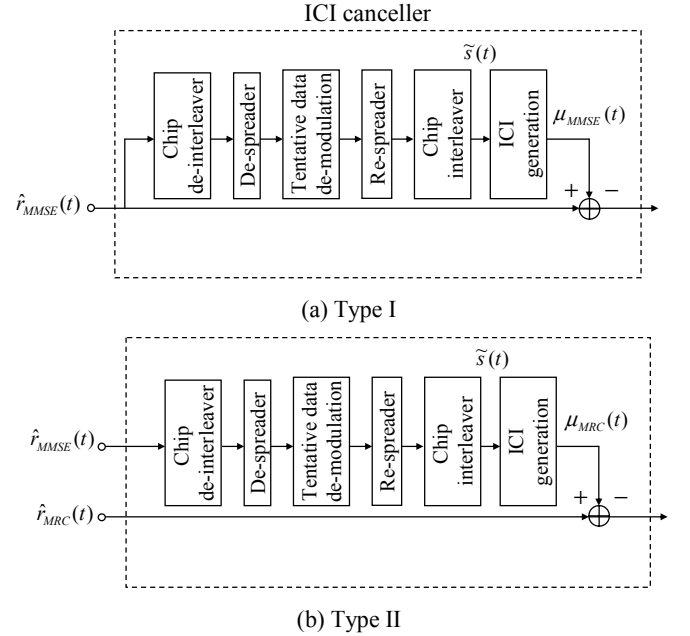 ICI canceller
s̃(t)
Chip
de-interleaver
De-spreader
Tentative data
de-modulation
Re-spreader
Chip
interleaver
ICI
generation
μ_MMSE(t)
+ −
r̂_MMSE(t)
(a) Type I
s̃(t)
Chip
de-interleaver
De-spreader
Tentative data
de-modulation
Re-spreader
Chip
interleaver
ICI
generation
μ_MRC(t)
r̂_MMSE(t)
+ −
r̂_MRC(t)
(b) Type II